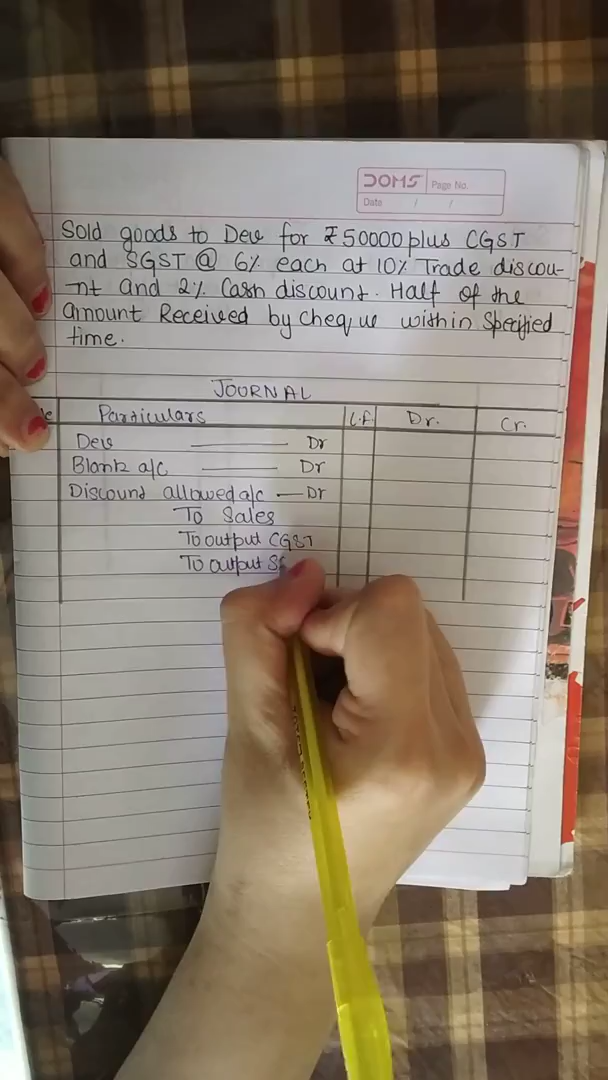 DOMS Page No.
Date / /
Sold goods to Dev for ₹50000 plus CGST
and SGST @ 6% each at 10% Trade discou-
nt and 2% Cash discount. Half of the
amount Received by cheque within Specified
time.
JOURNAL
Particulars L.f. Dr. Cr.
Dev Dr
Bank a/c Dr
Discound allowed a/c Dr
To Sales
To output CGST
To output